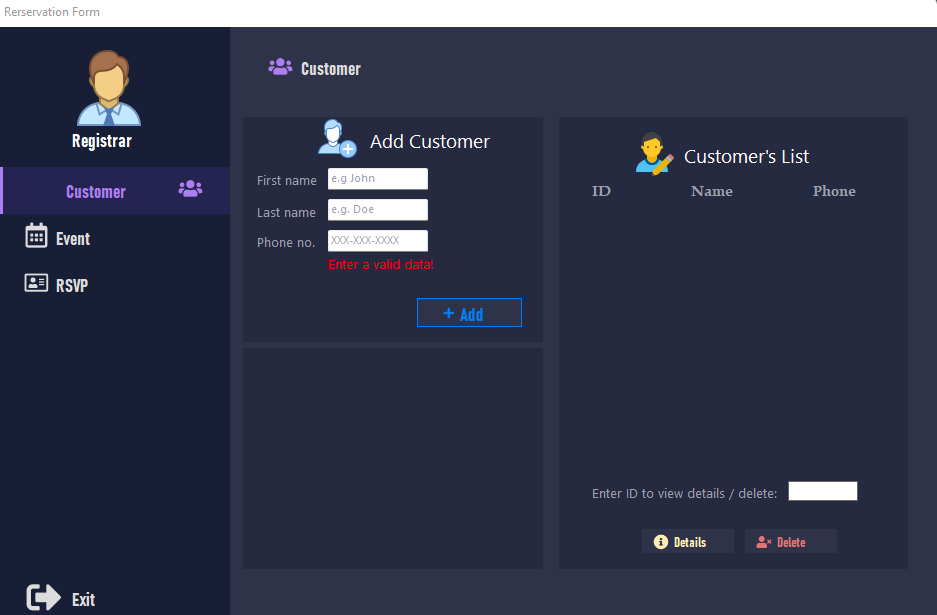 Rerservation Form
Registrar
Customer
Event
RSVP
Exit
Customer
Add Customer
First name e.g John
Last name e.g. Doe
Phone no. XXX-XXX-XXXX
Enter a valid data!
+ Add
Customer's List
ID Name Phone
Enter ID to view details / delete:
Details Delete